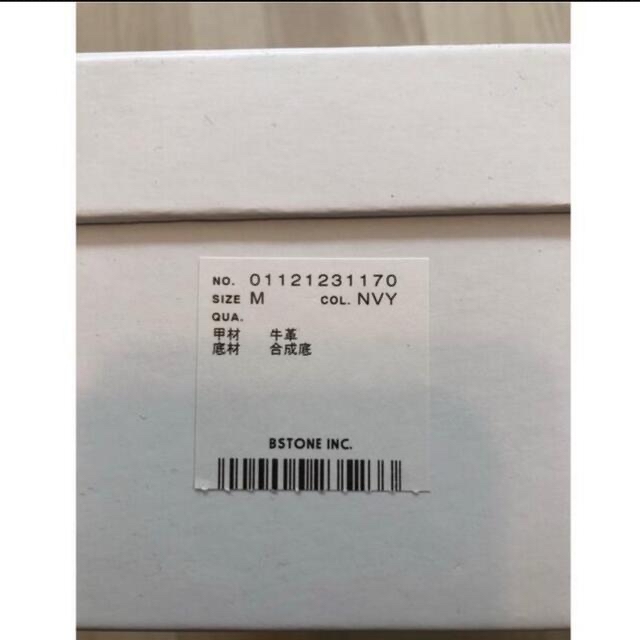 NO. 01121231170
SIZE M COL. NVY
QUA.
甲材 牛革
底材 合成底
BSTONE INC.